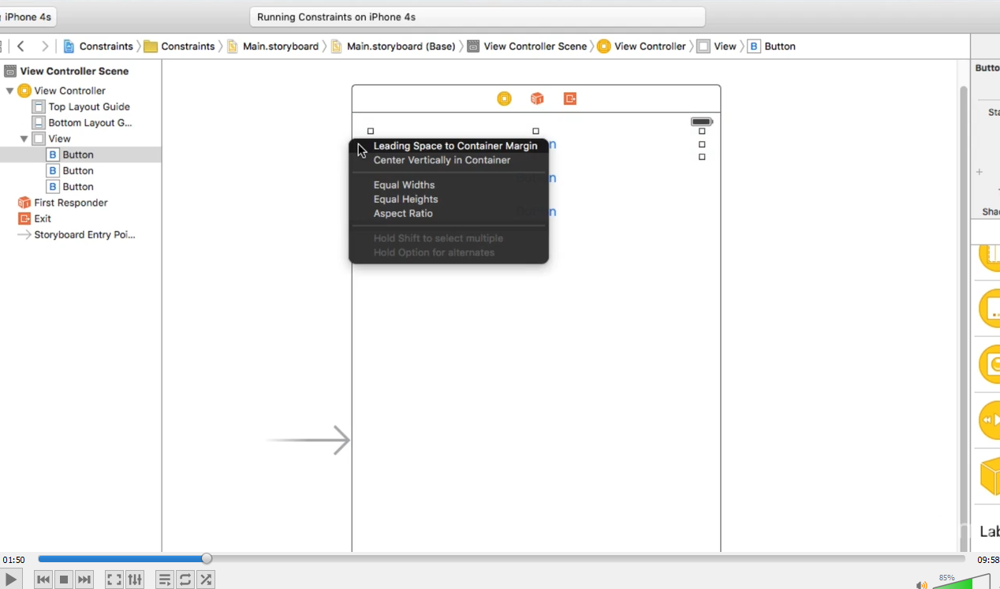 iPhone 4s
Running Constraints on iPhone 4s
Constraints
Constraints
Main.storyboard
Main.storyboard (Base)
View Controller Scene
View Controller
View
B Button
View Controller Scene
View Controller
Top Layout Guide
Bottom Layout G...
View
B Button
B Button
B Button
First Responder
Exit
Storyboard Entry Poi...
Leading Space to Container Margin
Center Vertically in Container
Equal Widths
Equal Heights
Aspect Ratio
Hold Shift to select multiple
Hold Option for alternates
Butto
Sta
Shad
Lab
01:50
09:58
85%